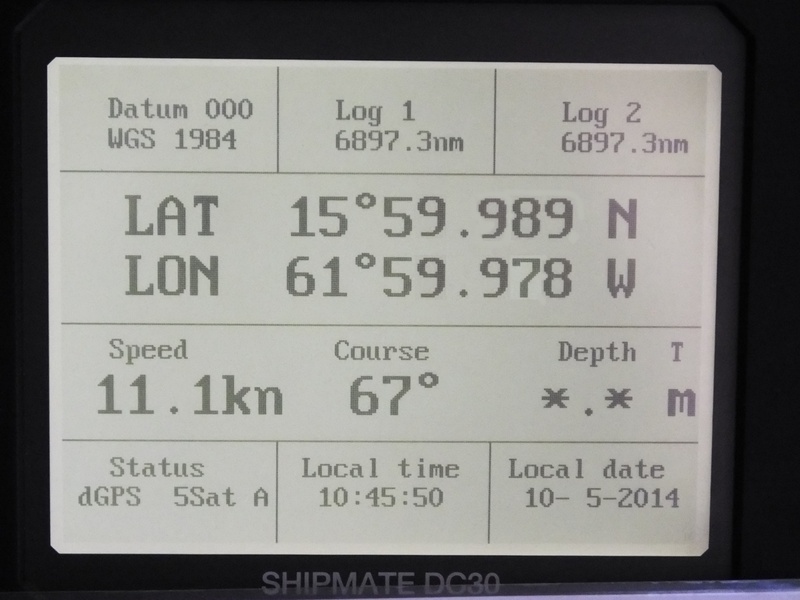 Datum 000
WGS 1984
Log 1
6897.3nm
Log 2
6897.3nm
LAT 15°59.989 N
LON 61°59.978 W
Speed
11.1kn
Course
67°
Depth T
*.* m
Status
dGPS 5Sat A
Local time
10:45:50
Local date
10- 5-2014
SHIPMATE DC30